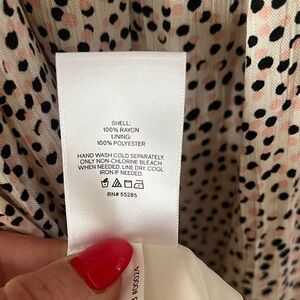 SHELL:
100% RAYON
LINING:
100% POLYESTER
HAND WASH COLD SEPARATELY.
ONLY NON-CHLORINE BLEACH
WHEN NEEDED. LINE DRY. COOL
IRON IF NEEDED.
RN# 55285
#00024